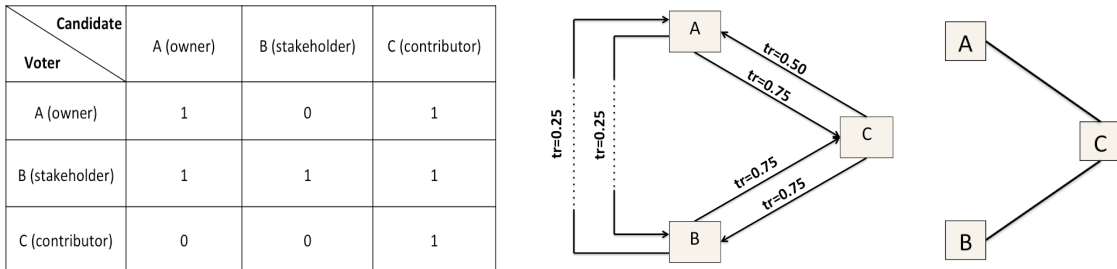 Candidate
Voter
A (owner)
B (stakeholder)
C (contributor)
A (owner) 1 0 1
B (stakeholder) 1 1 1
C (contributor) 0 0 1
A
tr=0.50
tr=0.75
tr=0.25
tr=0.25
C
tr=0.75
tr=0.75
B
A
C
B